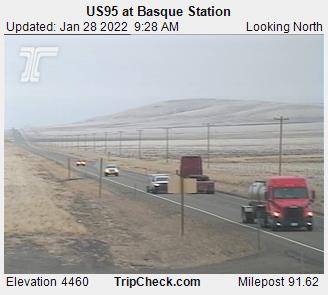 US95 at Basque Station
Updated: Jan 28 2022 9:28 AM Looking North
Elevation 4460 TripCheck.com Milepost 91.62